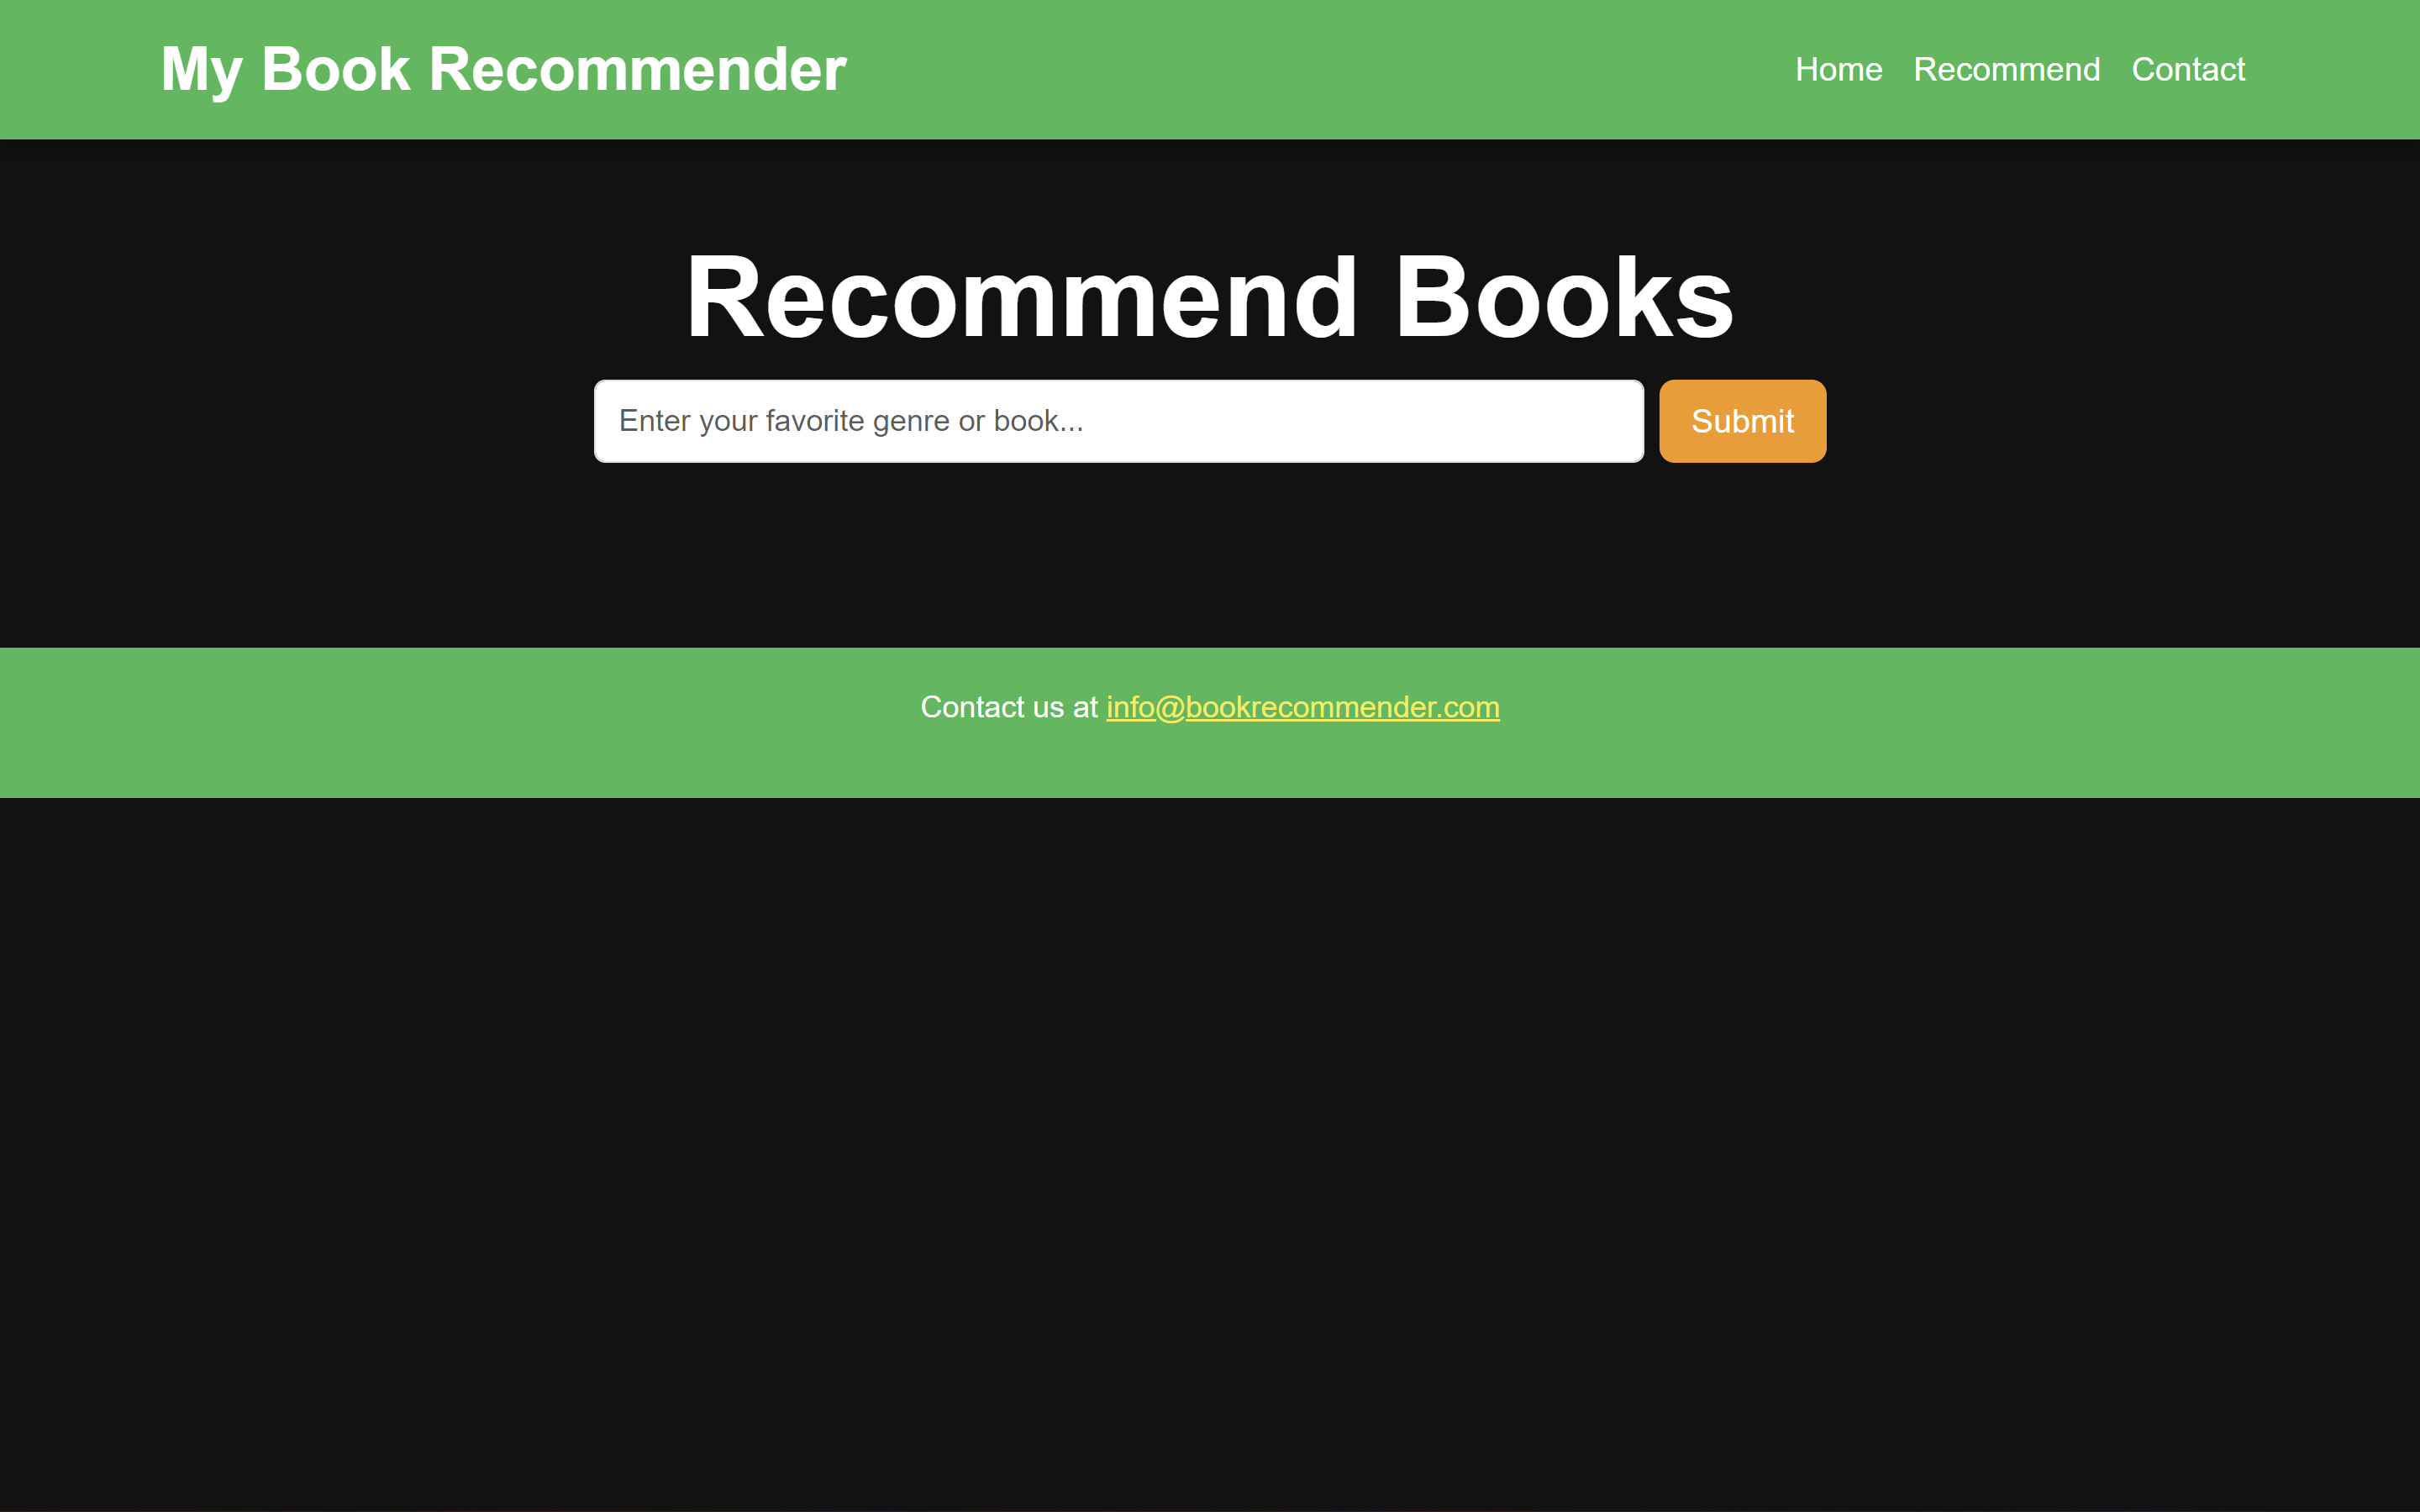 My Book Recommender
Home Recommend Contact
Recommend Books
Enter your favorite genre or book...
Submit
Contact us at info@bookrecommender.com